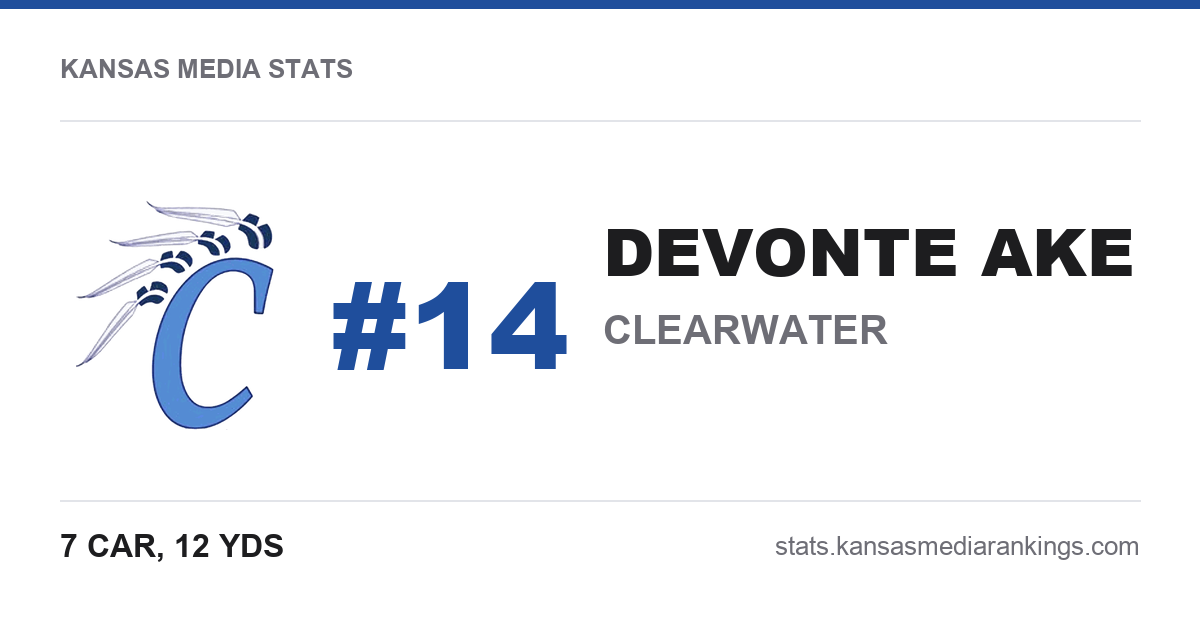 KANSAS MEDIA STATS
C
#14
DEVONTE AKE
CLEARWATER
7 CAR, 12 YDS
stats.kansasmediarankings.com